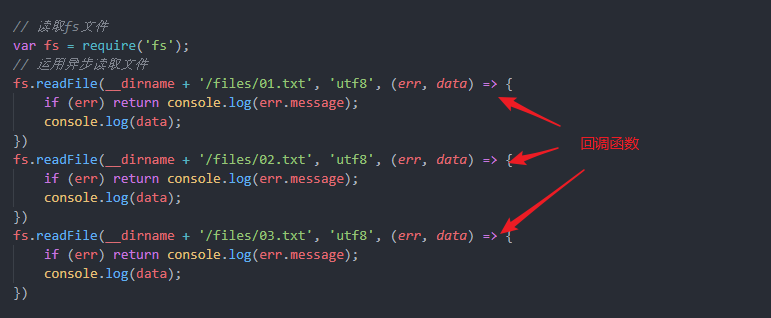 // 读取fs文件
var fs = require('fs');
// 运用异步读取文件
fs.readFile(__dirname + '/files/01.txt', 'utf8', (err, data) => {
    if (err) return console.log(err.message);
    console.log(data);
})
fs.readFile(__dirname + '/files/02.txt', 'utf8', (err, data) => {
    if (err) return console.log(err.message);
    console.log(data);
})
fs.readFile(__dirname + '/files/03.txt', 'utf8', (err, data) => {
    if (err) return console.log(err.message);
    console.log(data);
})
回调函数